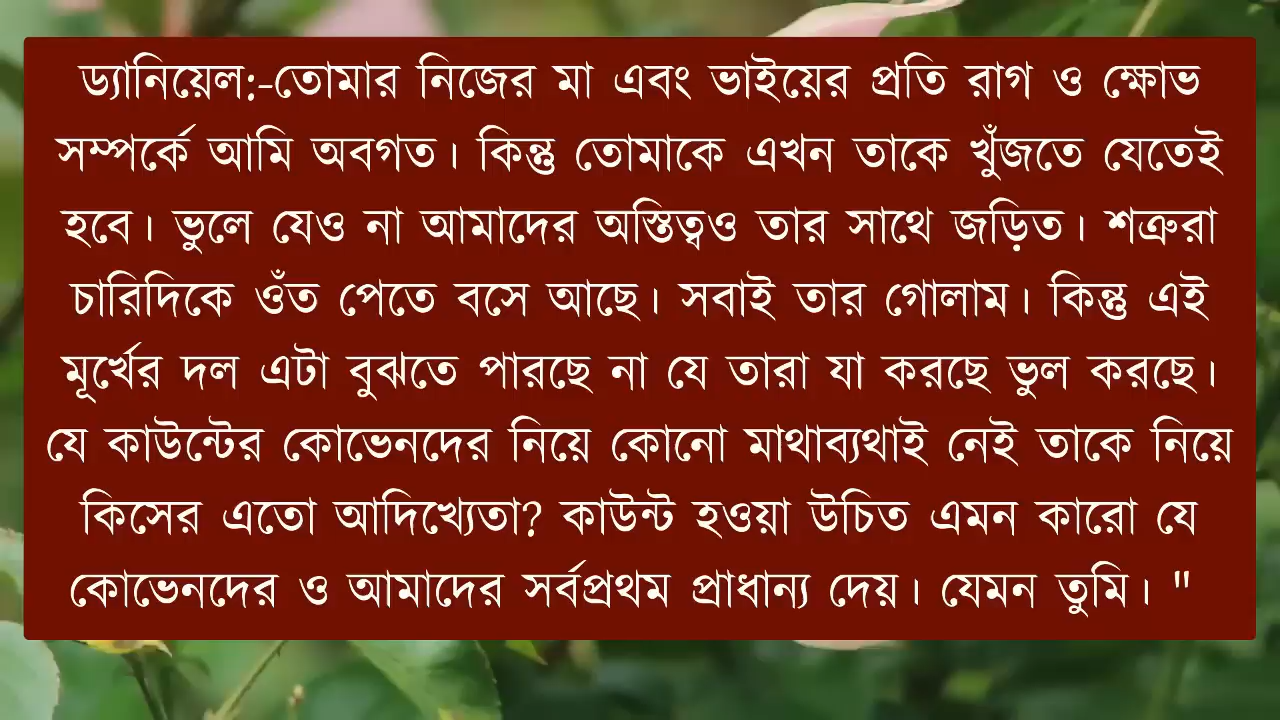 ড্যানিয়েল:-তোমার নিজের মা এবং ভাইয়ের প্রতি রাগ ও ক্ষোভ
সম্পর্কে আমি অবগত। কিন্তু তোমাকে এখন তাকে খুঁজতে যেতেই
হবে। ভুলে যেও না আমাদের অস্তিত্বও তার সাথে জড়িত। শত্রুরা
চারিদিকে ওঁত পেতে বসে আছে। সবাই তার গোলাম। কিন্তু এই
মূর্খের দল এটা বুঝতে পারছে না যে তারা যা করছে ভুল করছে।
যে কাউন্টের কোভেনদের নিয়ে কোনো মাথাব্যথাই নেই তাকে নিয়ে
কিসের এতো আদিখ্যেতা? কাউন্ট হওয়া উচিত এমন কারো যে
কোভেনদের ও আমাদের সর্বপ্রথম প্রাধান্য দেয়। যেমন তুমি। "